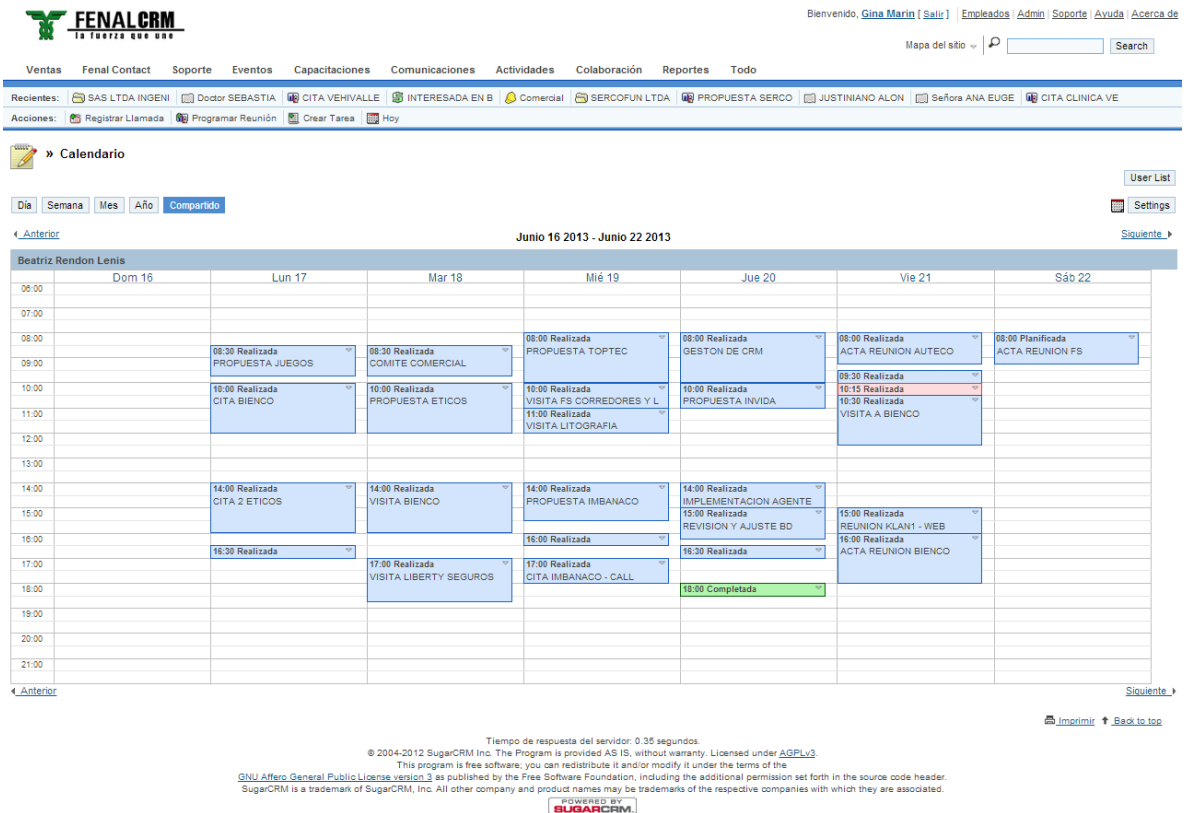 Bienvenido, Gina Marin [ Salir ] Empleados | Admin | Soporte | Ayuda | Acerca de
FENALCRM
la fuerza que une
Mapa del sitio Search
Ventas Fenal Contact Soporte Eventos Capacitaciones Comunicaciones Actividades Colaboración Reportes Todo
Recientes: SAS LTDA INGENI Doctor SEBASTIA CITA VEHIVALLE INTERESADA EN B Comercial SERCOFUN LTDA PROPUESTA SERCO JUSTINIANO ALON Señora ANA EUGE CITA CLINICA VE
Acciones: Registrar Llamada Programar Reunión Crear Tarea Hoy
» Calendario
User List
Día Semana Mes Año Compartido Settings
Anterior Junio 16 2013 - Junio 22 2013 Siguiente
Beatriz Rendon Lenis
Dom 16 Lun 17 Mar 18 Mié 19 Jue 20 Vie 21 Sáb 22
06:00
07:00
08:00 08:00 Realizada 08:00 Realizada 08:00 Realizada 08:00 Planificada
PROPUESTA TOPTEC GESTON DE CRM ACTA REUNION AUTECO ACTA REUNION FS
08:30 Realizada 08:30 Realizada
09:00 PROPUESTA JUEGOS COMITE COMERCIAL
09:30 Realizada
10:00 10:00 Realizada 10:00 Realizada 10:00 Realizada 10:00 Realizada 10:15 Realizada
CITA BIENCO PROPUESTA ETICOS VISITA FS CORREDORES Y L PROPUESTA INVIDA 10:30 Realizada
11:00 11:00 Realizada VISITA A BIENCO
VISITA LITOGRAFIA
12:00
13:00
14:00 14:00 Realizada 14:00 Realizada 14:00 Realizada 14:00 Realizada
CITA 2 ETICOS VISITA BIENCO PROPUESTA IMBANACO IMPLEMENTACION AGENTE
15:00 15:00 Realizada 15:00 Realizada
REVISION Y AJUSTE BD REUNION KLAN1 - WEB
16:00 16:00 Realizada 16:00 Realizada
16:30 Realizada 16:30 Realizada ACTA REUNION BIENCO
17:00 17:00 Realizada 17:00 Realizada
VISITA LIBERTY SEGUROS CITA IMBANACO - CALL
18:00 18:00 Completada
19:00
20:00
21:00
Anterior Siguiente
Imprimir Back to top
Tiempo de respuesta del servidor: 0.35 segundos.
© 2004-2012 SugarCRM Inc. The Program is provided AS IS, without warranty. Licensed under AGPLv3.
This program is free software; you can redistribute it and/or modify it under the terms of the
GNU Affero General Public License version 3 as published by the Free Software Foundation, including the additional permission set forth in the source code header.
SugarCRM is a trademark of SugarCRM, Inc. All other company and product names may be trademarks of the respective companies with which they are associated.
POWERED BY
SUGARCRM.